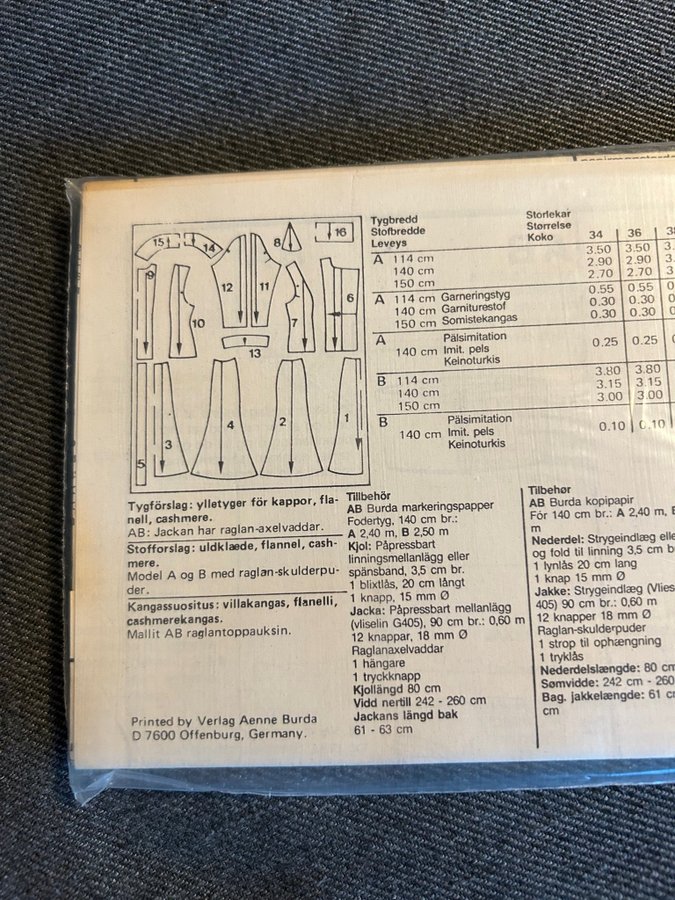 15
14
8
16
9
12
11
10
7
6
13
5
3
4
2
1
Tygbredd
Stofbredde
Leveys
Storlekar
Størrelse
Koko
34
36
A 114 cm 3.50 3.50
140 cm 2.90 2.90
150 cm 2.70 2.70
A 114 cm Garneringstyg 0.55 0.55
140 cm Garniturestof 0.30 0.30
150 cm Somistekangas 0.30 0.30
A Pälsimitation
140 cm Imit. pels 0.25 0.25
Keinoturkis
B 114 cm 3.80 3.80
140 cm 3.15 3.15
150 cm 3.00 3.00
B Pälsimitation
140 cm Imit. pels 0.10 0.10
Keinoturkis
Tygförslag: ylletyger för kappor, fla-
nell, cashmere.
AB: Jackan har raglan-axelvaddar.
Stofforslag: uldklæde, flannel, cash-
mere.
Model A og B med raglan-skulderpu-
der.
Kangassuositus: villakangas, flanelli,
cashmerekangas.
Mallit AB raglantoppauksin.
Printed by Verlag Aenne Burda
D 7600 Offenburg, Germany.
Tillbehör
AB Burda markeringspapper
Fodertyg, 140 cm br.:
A 2,40 m, B 2,50 m
Kjol: Påpressbart
linningsmellanlägg eller
spänsband, 3,5 cm br.
1 blixtlås, 20 cm långt
1 knapp, 15 mm Ø
Jacka: Påpressbart mellanlägg
(vliselin G405), 90 cm br.: 0,60 m
12 knappar, 18 mm Ø
Raglanaxelvaddar
1 hängare
1 tryckknapp
Kjollängd 80 cm
Vidd nertill 242 - 260 cm
Jackans längd bak
61 - 63 cm
Tilbehør
AB Burda kopipapir
Fór 140 cm br.: A 2,40 m, B
m
Nederdel: Strygeindlæg elle
og fold til linning 3,5 cm b
1 lynlås 20 cm lang
1 knap 15 mm Ø
Jakke: Strygeindlæg (Vlies
405) 90 cm br.: 0,60 m
12 knapper 18 mm Ø
Raglan-skulderpuder
1 strop til ophængning
1 tryklås
Nederdelslængde: 80 cm
Sømvidde: 242 cm - 260
Bag. jakkelængde: 61 c
cm